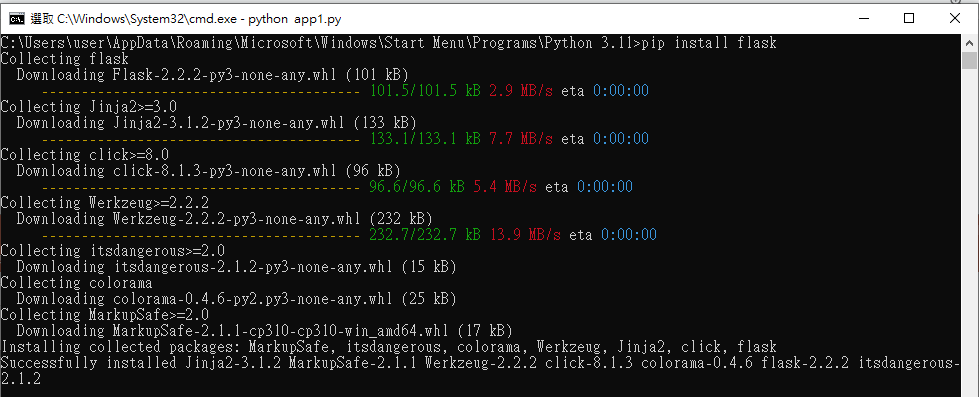 選取 C:\Windows\System32\cmd.exe - python app1.py
C:\Users\user\AppData\Roaming\Microsoft\Windows\Start Menu\Programs\Python 3.11>pip install flask
Collecting flask
  Downloading Flask-2.2.2-py3-none-any.whl (101 kB)
     ---------------------------------------- 101.5/101.5 kB 2.9 MB/s eta 0:00:00
Collecting Jinja2>=3.0
  Downloading Jinja2-3.1.2-py3-none-any.whl (133 kB)
     ---------------------------------------- 133.1/133.1 kB 7.7 MB/s eta 0:00:00
Collecting click>=8.0
  Downloading click-8.1.3-py3-none-any.whl (96 kB)
     ---------------------------------------- 96.6/96.6 kB 5.4 MB/s eta 0:00:00
Collecting Werkzeug>=2.2.2
  Downloading Werkzeug-2.2.2-py3-none-any.whl (232 kB)
     ---------------------------------------- 232.7/232.7 kB 13.9 MB/s eta 0:00:00
Collecting itsdangerous>=2.0
  Downloading itsdangerous-2.1.2-py3-none-any.whl (15 kB)
Collecting colorama
  Downloading colorama-0.4.6-py2.py3-none-any.whl (25 kB)
Collecting MarkupSafe>=2.0
  Downloading MarkupSafe-2.1.1-cp310-cp310-win_amd64.whl (17 kB)
Installing collected packages: MarkupSafe, itsdangerous, colorama, Werkzeug, Jinja2, click, flask
Successfully installed Jinja2-3.1.2 MarkupSafe-2.1.1 Werkzeug-2.2.2 click-8.1.3 colorama-0.4.6 flask-2.2.2 itsdangerous-
2.1.2